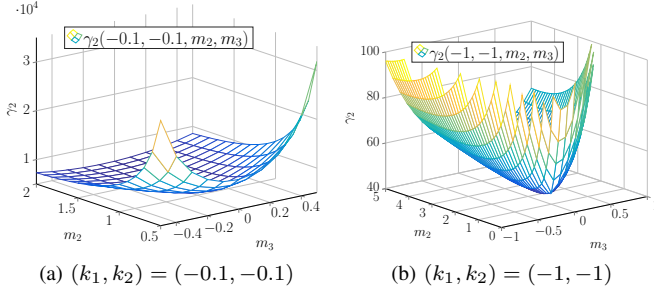 ·10⁴
γ₂(−0.1, −0.1, m₂, m₃)
γ₂(−1, −1, m₂, m₃)
3
2
1
γ₂
100
80
60
40
γ₂
2
1.5
1
0.5
m₂
−0.4
−0.2
0
0.2
0.4
m₃
5
4
3
2
1
0
m₂
−1
−0.5
0
0.5
m₃
(a) (k₁, k₂) = (−0.1, −0.1)
(b) (k₁, k₂) = (−1, −1)